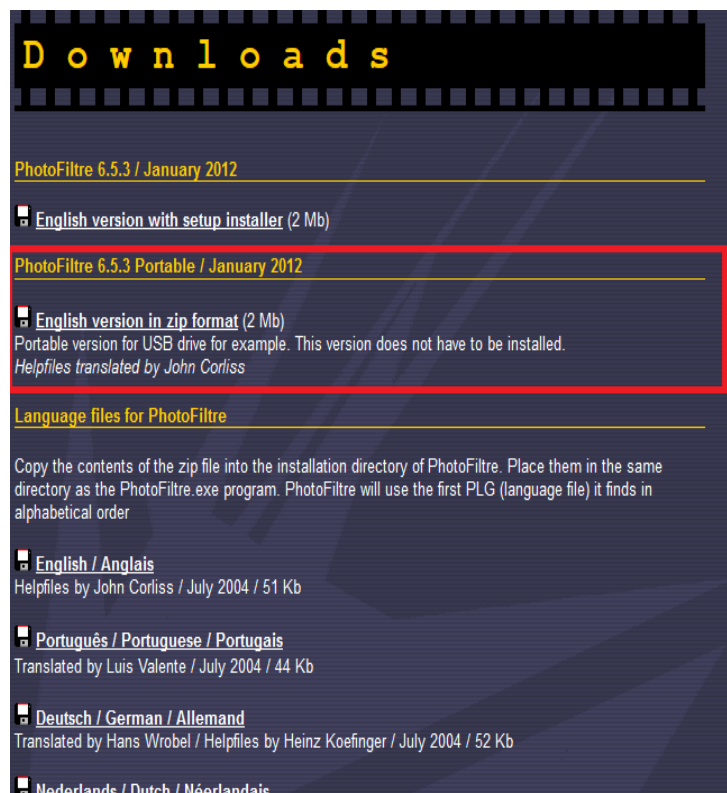 Downloads
PhotoFiltre 6.5.3 / January 2012
English version with setup installer (2 Mb)
PhotoFiltre 6.5.3 Portable / January 2012
English version in zip format (2 Mb)
Portable version for USB drive for example. This version does not have to be installed.
Helpfiles translated by John Corliss
Language files for PhotoFiltre
Copy the contents of the zip file into the installation directory of PhotoFiltre. Place them in the same
directory as the PhotoFiltre.exe program. PhotoFiltre will use the first PLG (language file) it finds in
alphabetical order
English / Anglais
Helpfiles by John Corliss / July 2004 / 51 Kb
Português / Portuguese / Portugais
Translated by Luis Valente / July 2004 / 44 Kb
Deutsch / German / Allemand
Translated by Hans Wrobel / Helpfiles by Heinz Koefinger / July 2004 / 52 Kb
Nederlands / Dutch / Néerlandais